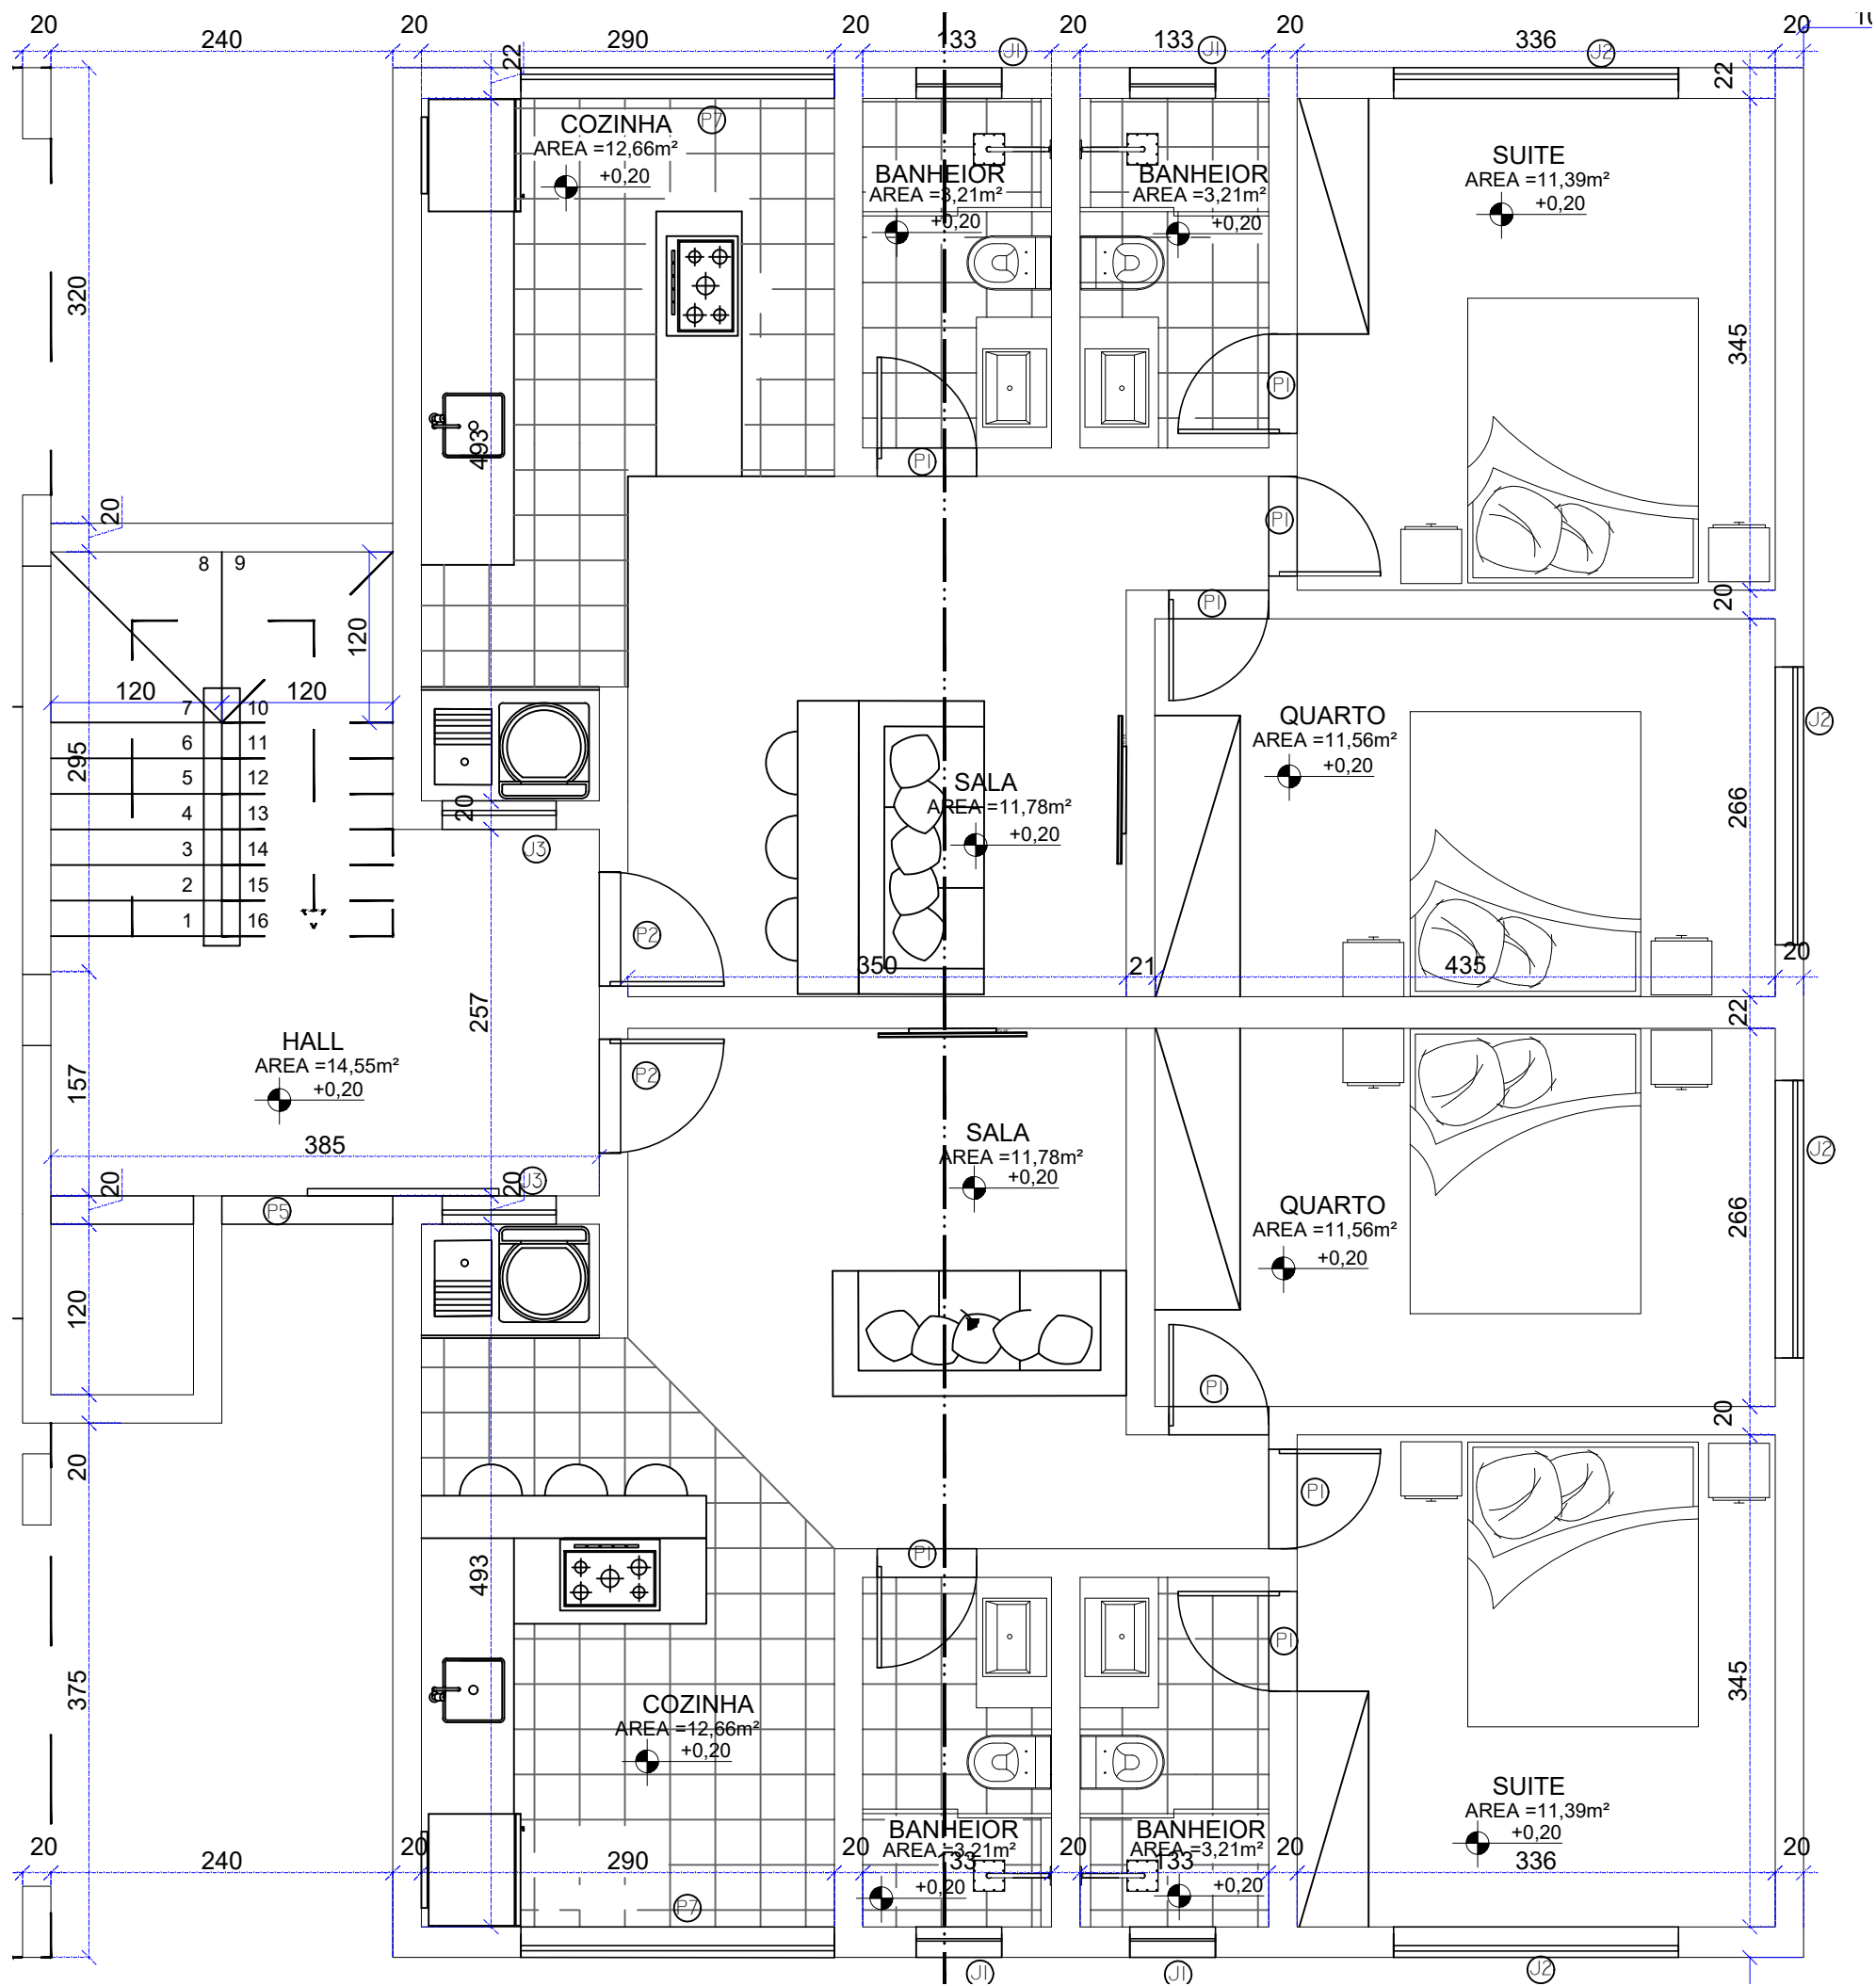 20 240 20 290 20 133 20 133 20 336 20
22 J1 J1 J2
22
COZINHA
AREA =12,66m²
+0,20
P7
BANHEIOR
AREA =3,21m²
+0,20
BANHEIOR
AREA =3,21m²
+0,20
SUITE
AREA =11,39m²
+0,20
320
345
P1
493
P1
20
P1
8 9
120
P1
20
120 120
7 10
6 11
5 12
4 13
3 14
2 15
1 16
295
QUARTO
AREA =11,56m²
+0,20
J2
SALA
AREA =11,78m²
+0,20
266
20
J3
P2
350 21 435 20
257
22
HALL
AREA =14,55m²
+0,20
P2
157
SALA
AREA =11,78m²
+0,20
385
J2
20
20
J3
P5
QUARTO
AREA =11,56m²
+0,20
266
120
P1
20
20
P1
P1
493
P1
375
345
COZINHA
AREA =12,66m²
+0,20
SUITE
AREA =11,39m²
+0,20
BANHEIOR
AREA =3,21m²
+0,20
BANHEIOR
AREA =3,21m²
+0,20
20 240 20 290 20 133 20 133 20 336 20
P7
J1 J1 J2